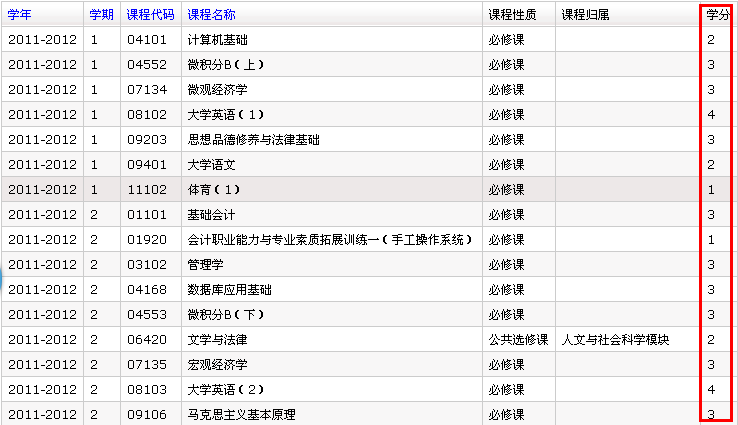 学年 学期 课程代码 课程名称 课程性质 课程归属 学分
2011-2012 1 04101 计算机基础 必修课 2
2011-2012 1 04552 微积分B(上) 必修课 3
2011-2012 1 07134 微观经济学 必修课 3
2011-2012 1 08102 大学英语(1) 必修课 4
2011-2012 1 09203 思想品德修养与法律基础 必修课 3
2011-2012 1 09401 大学语文 必修课 2
2011-2012 1 11102 体育(1) 必修课 1
2011-2012 2 01101 基础会计 必修课 3
2011-2012 2 01920 会计职业能力与专业素质拓展训练一(手工操作系统) 必修课 1
2011-2012 2 03102 管理学 必修课 3
2011-2012 2 04168 数据库应用基础 必修课 3
2011-2012 2 04553 微积分B(下) 必修课 3
2011-2012 2 06420 文学与法律 公共选修课 人文与社会科学模块 2
2011-2012 2 07135 宏观经济学 必修课 3
2011-2012 2 08103 大学英语(2) 必修课 4
2011-2012 2 09106 马克思主义基本原理 必修课 3